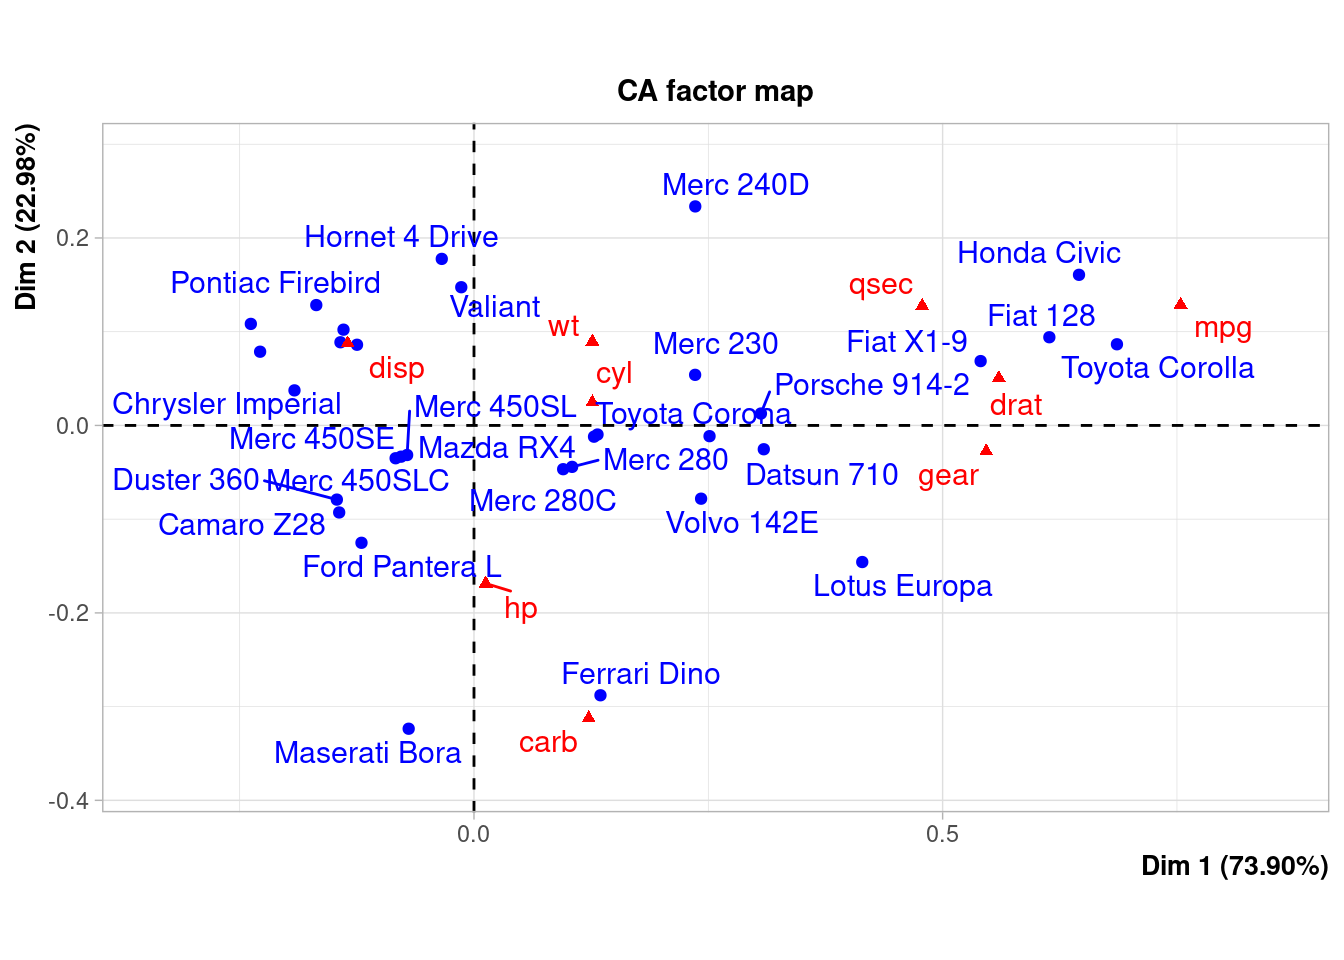 CA factor map
Dim 2 (22.98%)
Merc 240D
Hornet 4 Drive
Honda Civic
Pontiac Firebird
qsec
Valiant
Fiat 128
wt
mpg
Merc 230
Fiat X1-9
disp
cyl
Toyota Corolla
Porsche 914-2
Chrysler Imperial
Merc 450SL
drat
Toyota Corona
Merc 450SE
Mazda RX4
Merc 280
Datsun 710
gear
Duster 360
Merc 450SLC
Merc 280C
Camaro Z28
Volvo 142E
Ford Pantera L
Lotus Europa
hp
Ferrari Dino
carb
Maserati Bora
0.2
0.0
-0.2
-0.4
0.0
0.5
Dim 1 (73.90%)